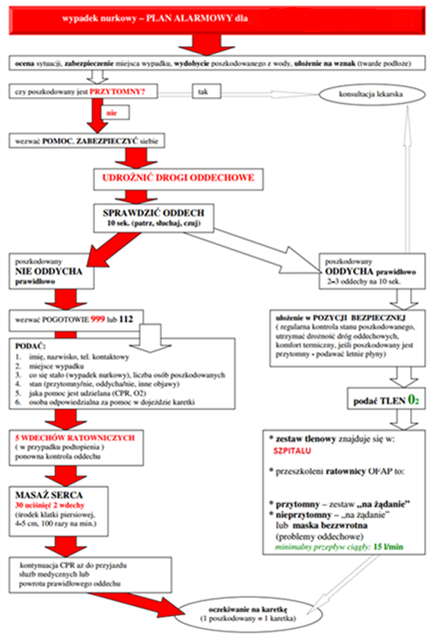 wypadek nurkowy – PLAN ALARMOWY dla
ocena sytuacji, zabezpieczenie miejsca wypadku, wydobycie poszkodowanego z wody, ułożenie na wznak (twarde podłoże)
czy poszkodowany jest PRZYTOMNY?
tak
konsultacja lekarska
nie
wezwać POMOC, ZABEZPIECZYĆ siebie
UDROŻNIĆ DROGI ODDECHOWE
SPRAWDZIĆ ODDECH
10 sek. (patrz, słuchaj, czuj)
poszkodowany
NIE ODDYCHA
prawidłowo
poszkodowany
ODDYCHA prawidłowo
2-3 oddechy na 10 sek.
wezwać POGOTOWIE 999 lub 112
PODAĆ:
1. imię, nazwisko, tel. kontaktowy
2. miejsce wypadku
3. co się stało (wypadek nurkowy), liczba osób poszkodowanych
4. stan (przytomny/nie, oddycha/nie, inne objawy)
5. jaka pomoc jest udzielana (CPR, O2)
6. osoba odpowiedzialna za pomoc w dojeździe karetki
ułożenie w POZYCJI BEZPIECZNEJ
( regularna kontrola stanu poszkodowanego,
utrzymać drożność dróg oddechowych,
komfort termiczny, jeśli poszkodowany jest
przytomny - podawać letnie płyny)
podać TLEN O2
5 WDECHÓW RATOWNICZYCH
( w przypadku podtopienia )
ponowna kontrola oddechu
MASAŻ SERCA
30 uciśnięć 2 wdechy
(środek klatki piersiowej,
4-5 cm, 100 razy na min.)
* zestaw tlenowy znajduje się w:
SZPITALU
* przeszkoleni ratownicy OFAP to:
* przytomny – zestaw „na żądanie"
* nieprzytomny – „na żądanie"
lub maska bezzwrotna
(problemy oddechowe)
minimalny przepływ ciągły: 15 l/min
kontynuacja CPR aż do przyjazdu
służb medycznych lub
powrotu prawidłowego oddechu
oczekiwanie na karetkę
(1 poszkodowany = 1 karetka)